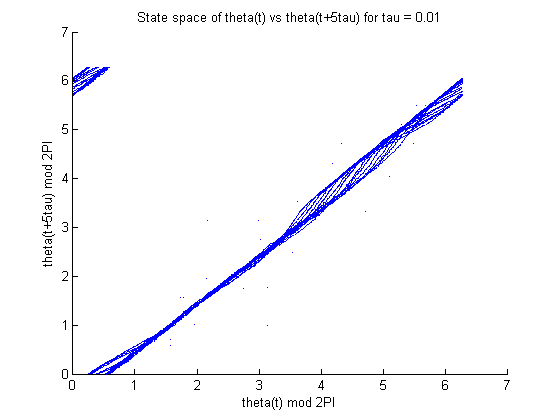 State space of theta(t) vs theta(t+5tau) for tau = 0.01
7
6
5
4
3
2
1
0
theta(t+5tau) mod 2PI
0 1 2 3 4 5 6 7
theta(t) mod 2PI